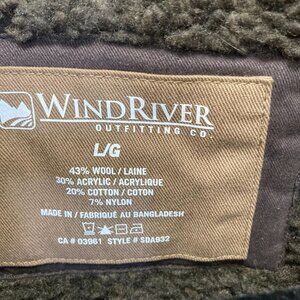 WINDRIVER
OUTFITTING CO.
L/G
43% WOOL / LAINE
30% ACRYLIC / ACRYLIQUE
20% COTTON / COTON
7% NYLON
MADE IN / FABRIQUÉ AU BANGLADESH
CA # 03961 STYLE # SDA932